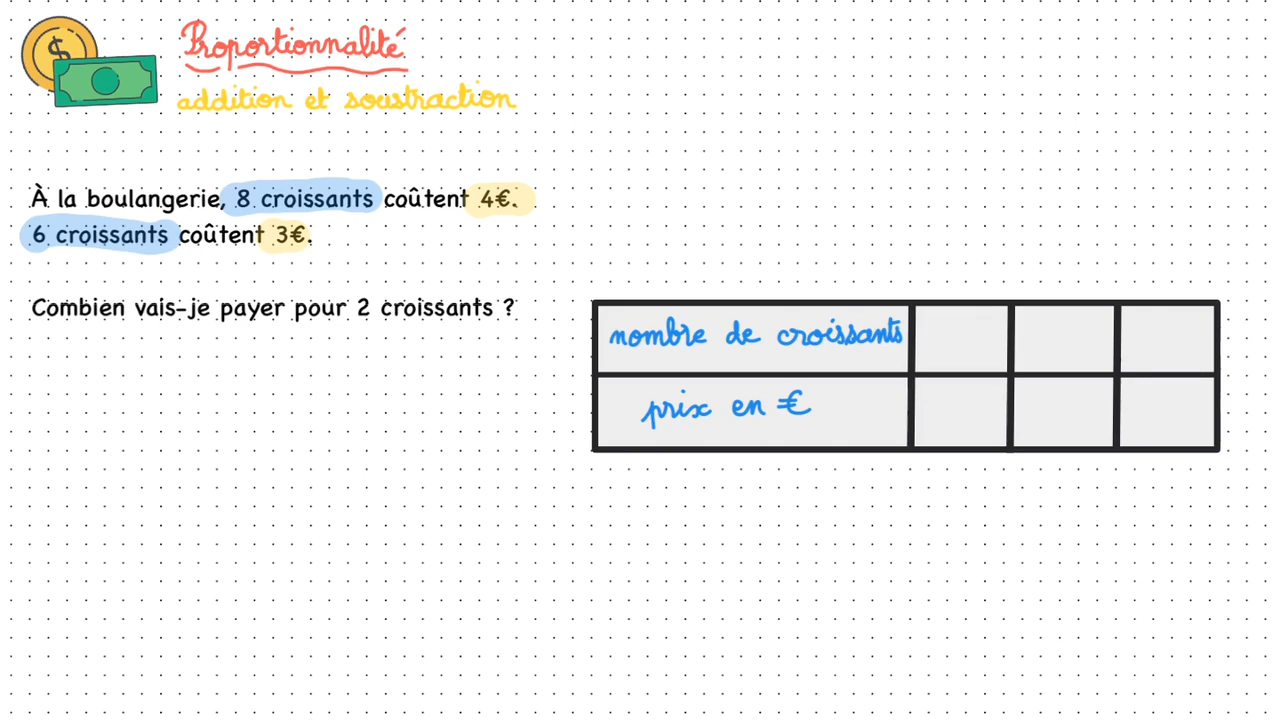 $
Proportionnalité
addition et soustraction
À la boulangerie, 8 croissants coûtent 4€.
6 croissants coûtent 3€.
Combien vais-je payer pour 2 croissants ?
nombre de croissants
prix en €